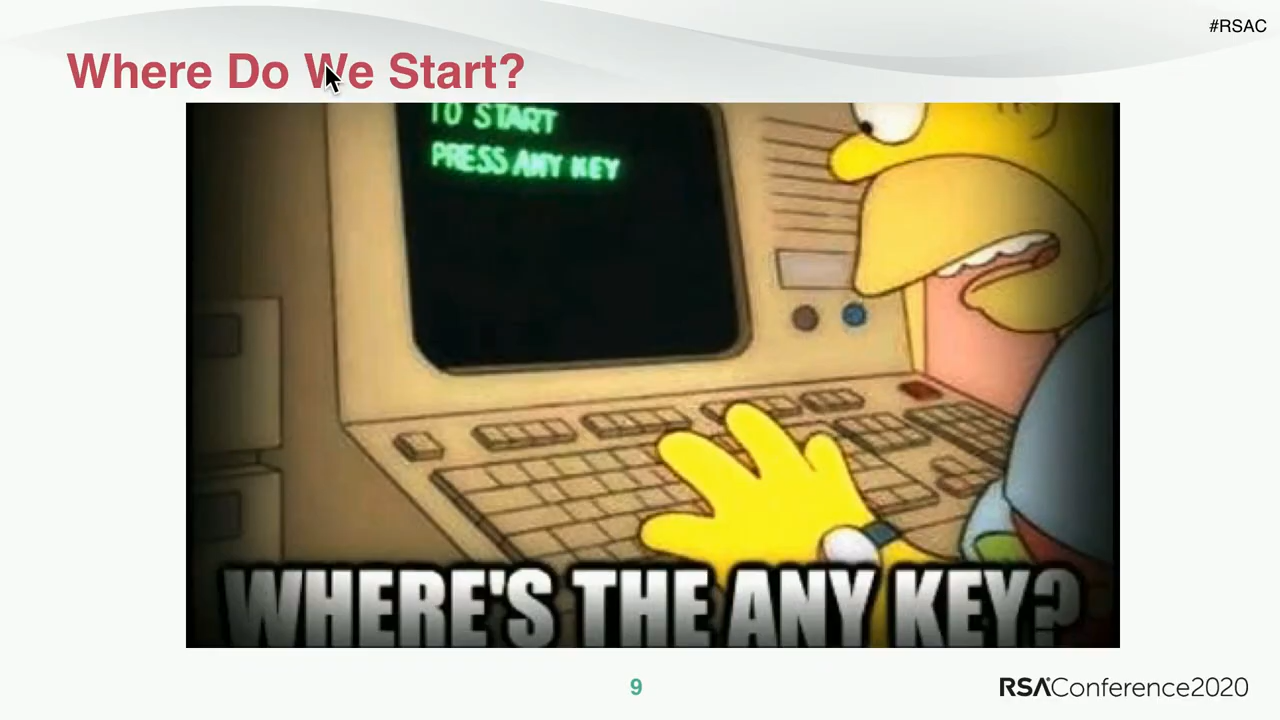 #RSAC
Where Do We Start?
TO START
PRESS ANY KEY
WHERE'S THE ANY KEY?
9
RSAConference2020